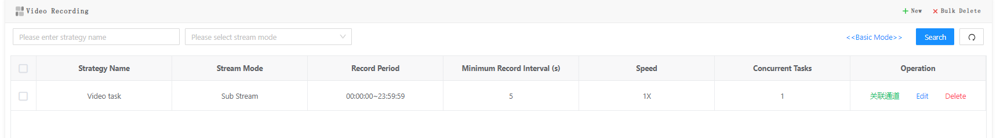 Video Recording
New
Bulk Delete
Please enter strategy name
Please select stream mode
<<Basic Mode>>
Search
Strategy Name
Stream Mode
Record Period
Minimum Record Interval (s)
Speed
Concurrent Tasks
Operation
Video task
Sub Stream
00:00:00~23:59:59
5
1X
1
关联通道
Edit
Delete